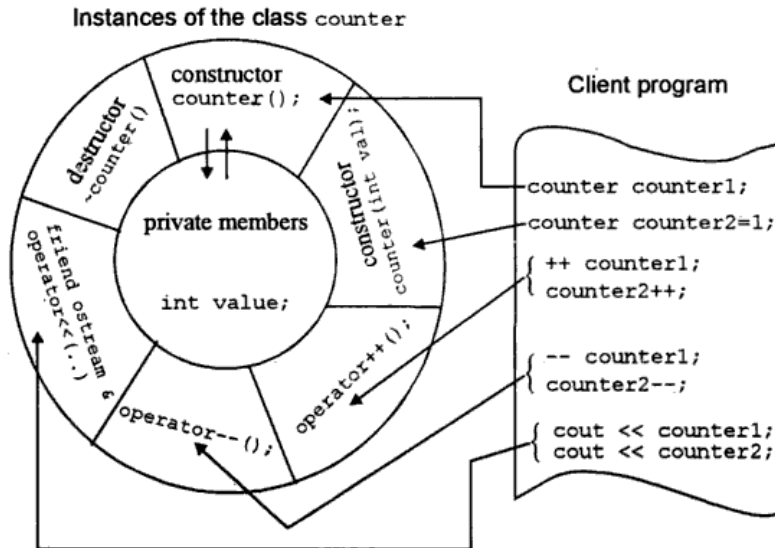 Instances of the class counter
constructor
counter();
destructor
~counter()
constructor
counter(int val);
private members
int value;
friend ostream &
operator<<(..)
operator--();
operator++();
Client program
counter counter1;
counter counter2=1;
++ counter1;
counter2++;
-- counter1;
counter2--;
cout << counter1;
cout << counter2;